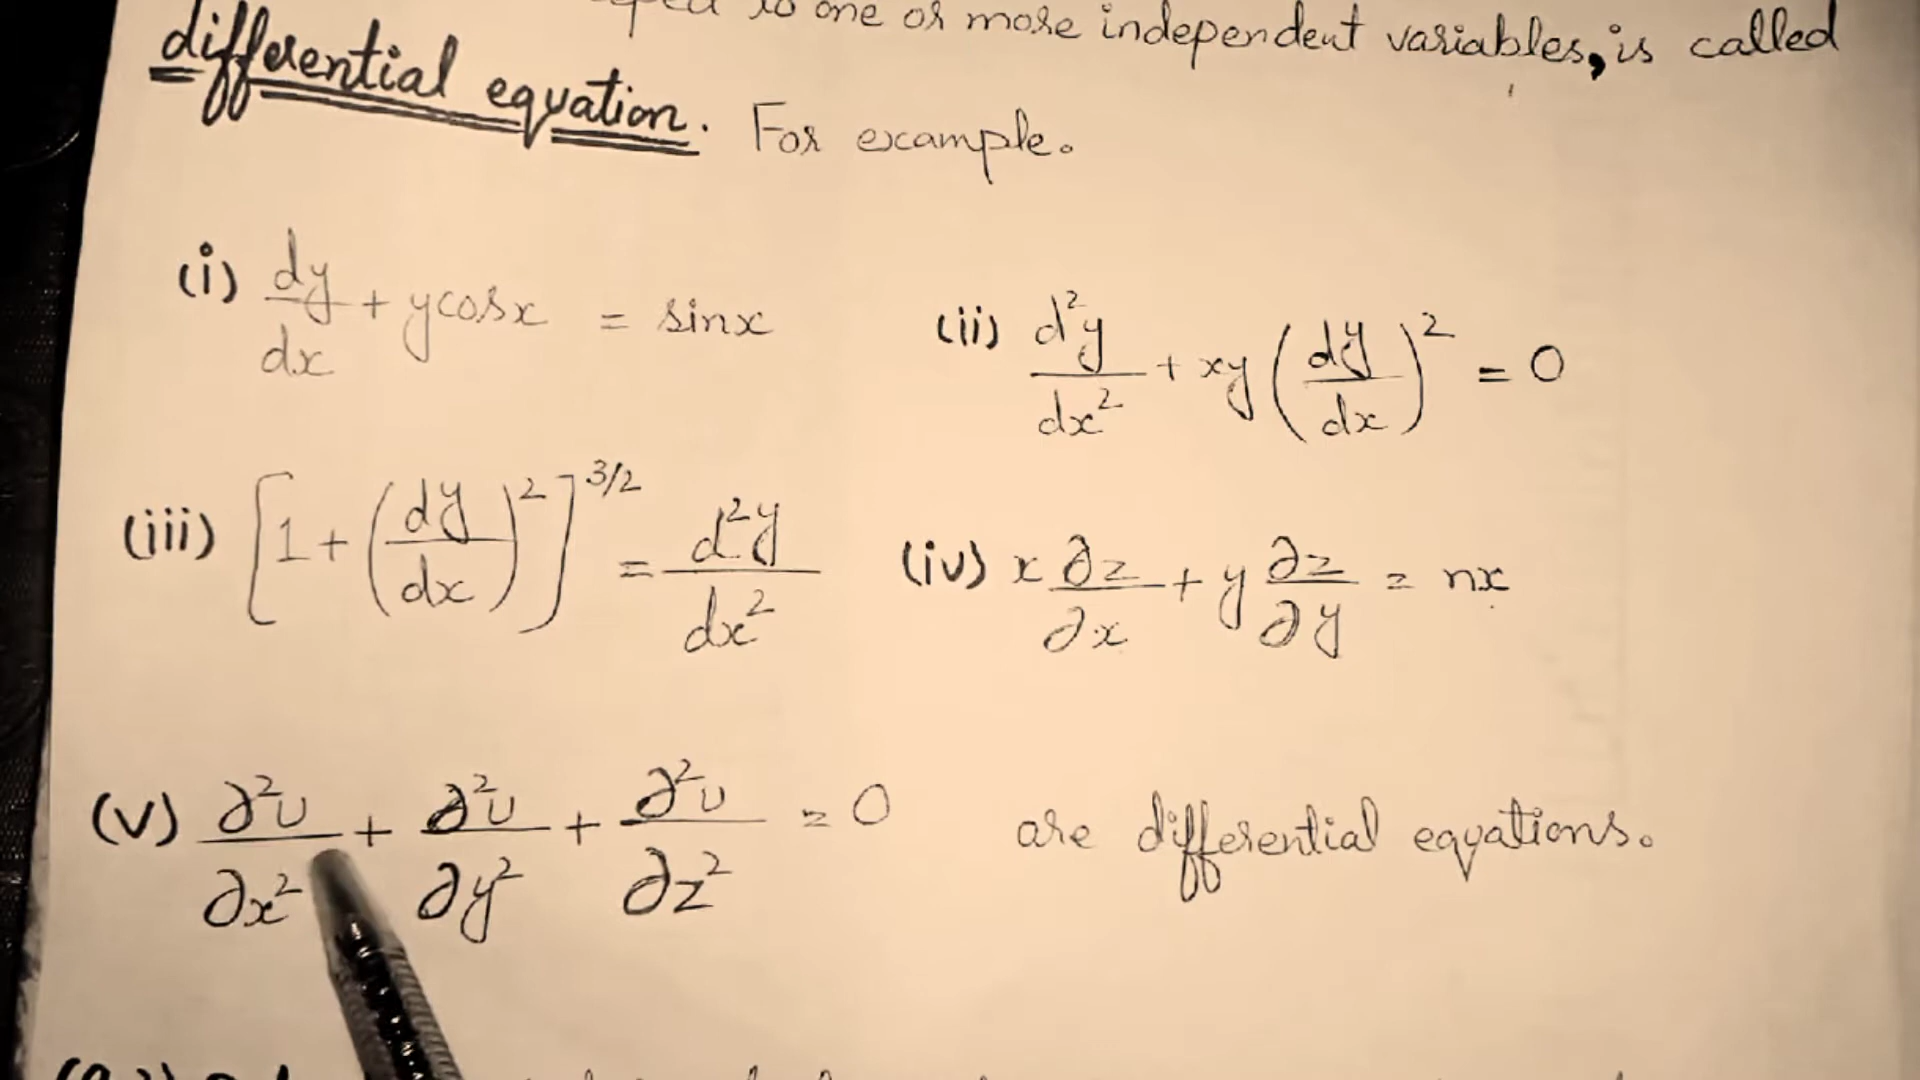 to one or more independent variables, is called
differential equation. For example.
(i) dy/dx + ycosx = sinx (ii) d²y/dx² + xy(dy/dx)² = 0
(iii) [1+(dy/dx)²]^3/2 = d²y/dx² (iv) x ∂z/∂x + y ∂z/∂y = nx
(v) ∂²u/∂x² + ∂²u/∂y² + ∂²u/∂z² = 0 are differential equations.